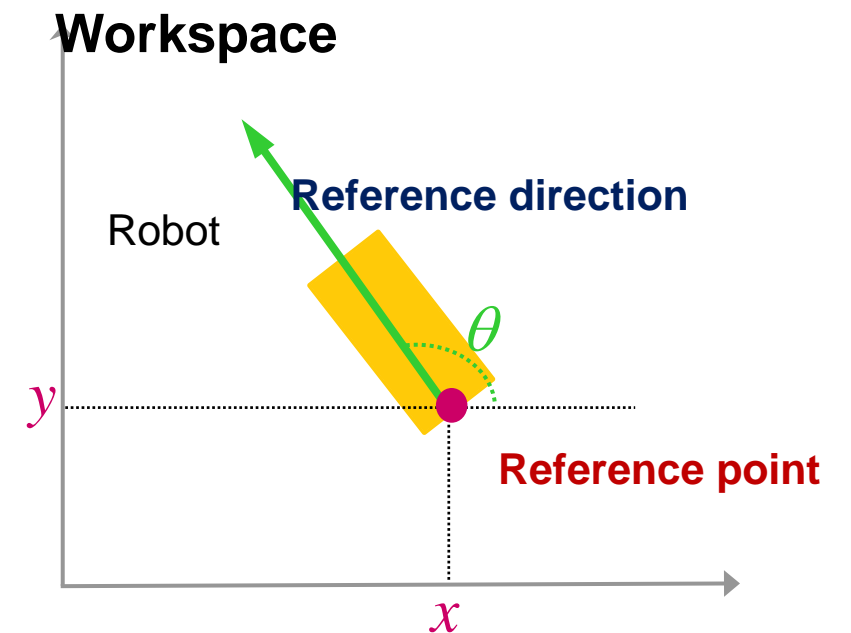 Workspace
Reference direction
Robot
θ
y
Reference point
x